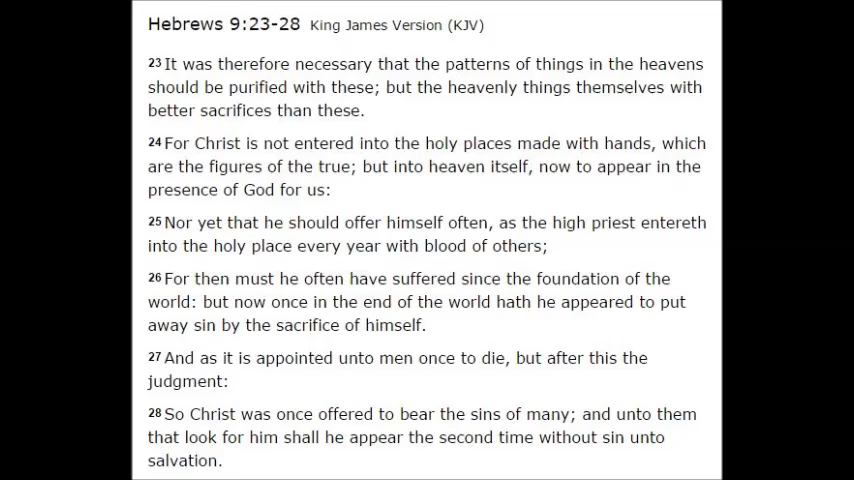 Hebrews 9:23-28 King James Version (KJV)
23 It was therefore necessary that the patterns of things in the heavens
should be purified with these; but the heavenly things themselves with
better sacrifices than these.
24 For Christ is not entered into the holy places made with hands, which
are the figures of the true; but into heaven itself, now to appear in the
presence of God for us:
25 Nor yet that he should offer himself often, as the high priest entereth
into the holy place every year with blood of others;
26 For then must he often have suffered since the foundation of the
world: but now once in the end of the world hath he appeared to put
away sin by the sacrifice of himself.
27 And as it is appointed unto men once to die, but after this the
judgment:
28 So Christ was once offered to bear the sins of many; and unto them
that look for him shall he appear the second time without sin unto
salvation.